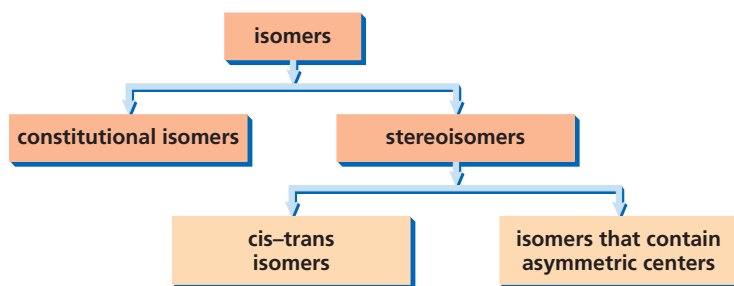 isomers
constitutional isomers
stereoisomers
cis–trans
isomers
isomers that contain
asymmetric centers